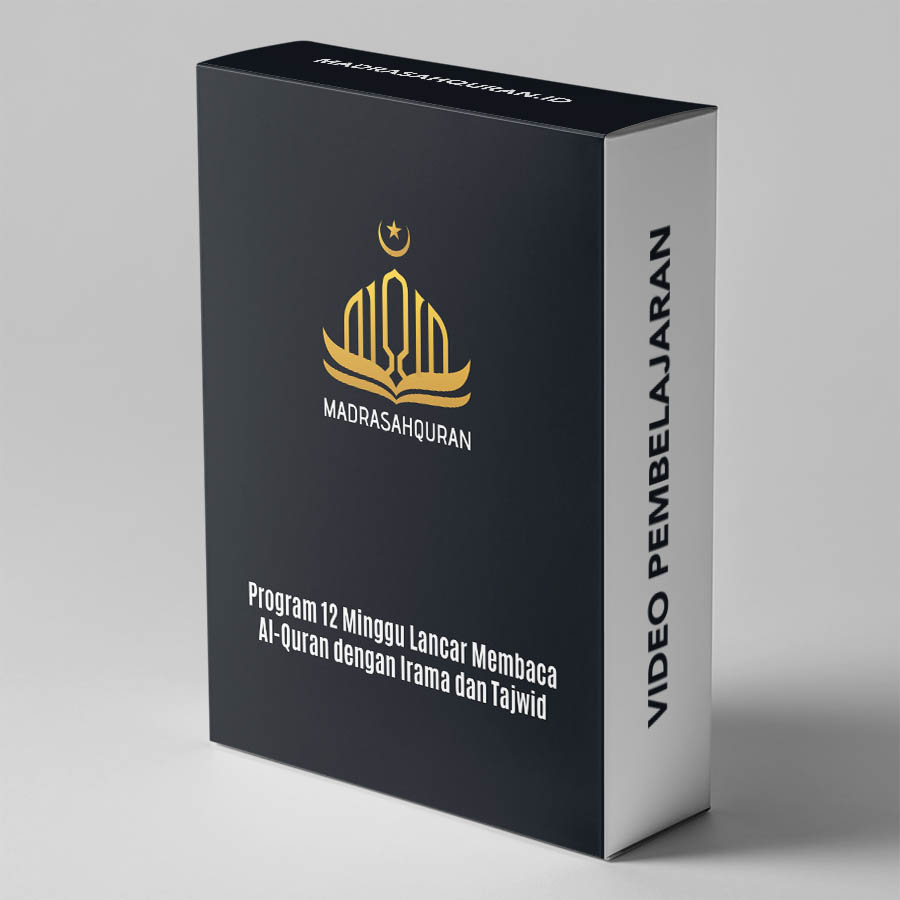 MADRASAHQURAN.ID
MADRASAHQURAN
Program 12 Minggu Lancar Membaca
Al-Quran dengan Irama dan Tajwid
VIDEO PEMBELAJARAN